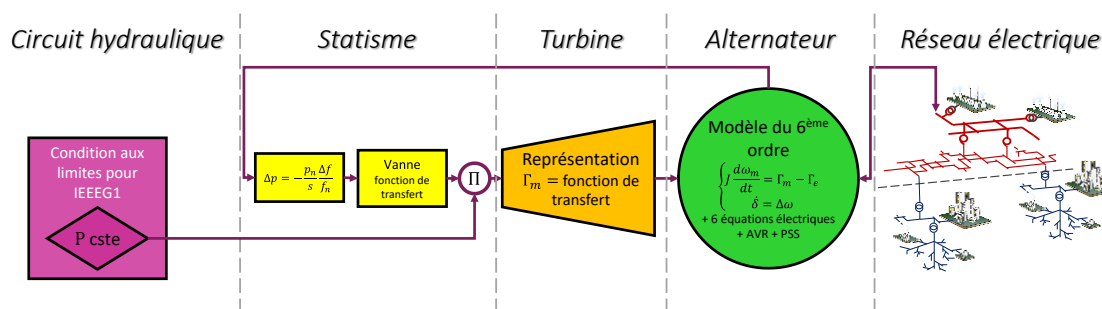 Circuit hydraulique
Statisme
Turbine
Alternateur
Réseau électrique
Condition aux
limites pour
IEEEG1
P cste
Δp = − p_n/s Δf/f_n
Vanne
fonction de
transfert
Π
Représentation
Γ_m = fonction de
transfert
Modèle du 6ème
ordre
J dω_m/dt = Γ_m − Γ_e
δ̇ = Δω
+ 6 équations électriques
+ AVR + PSS